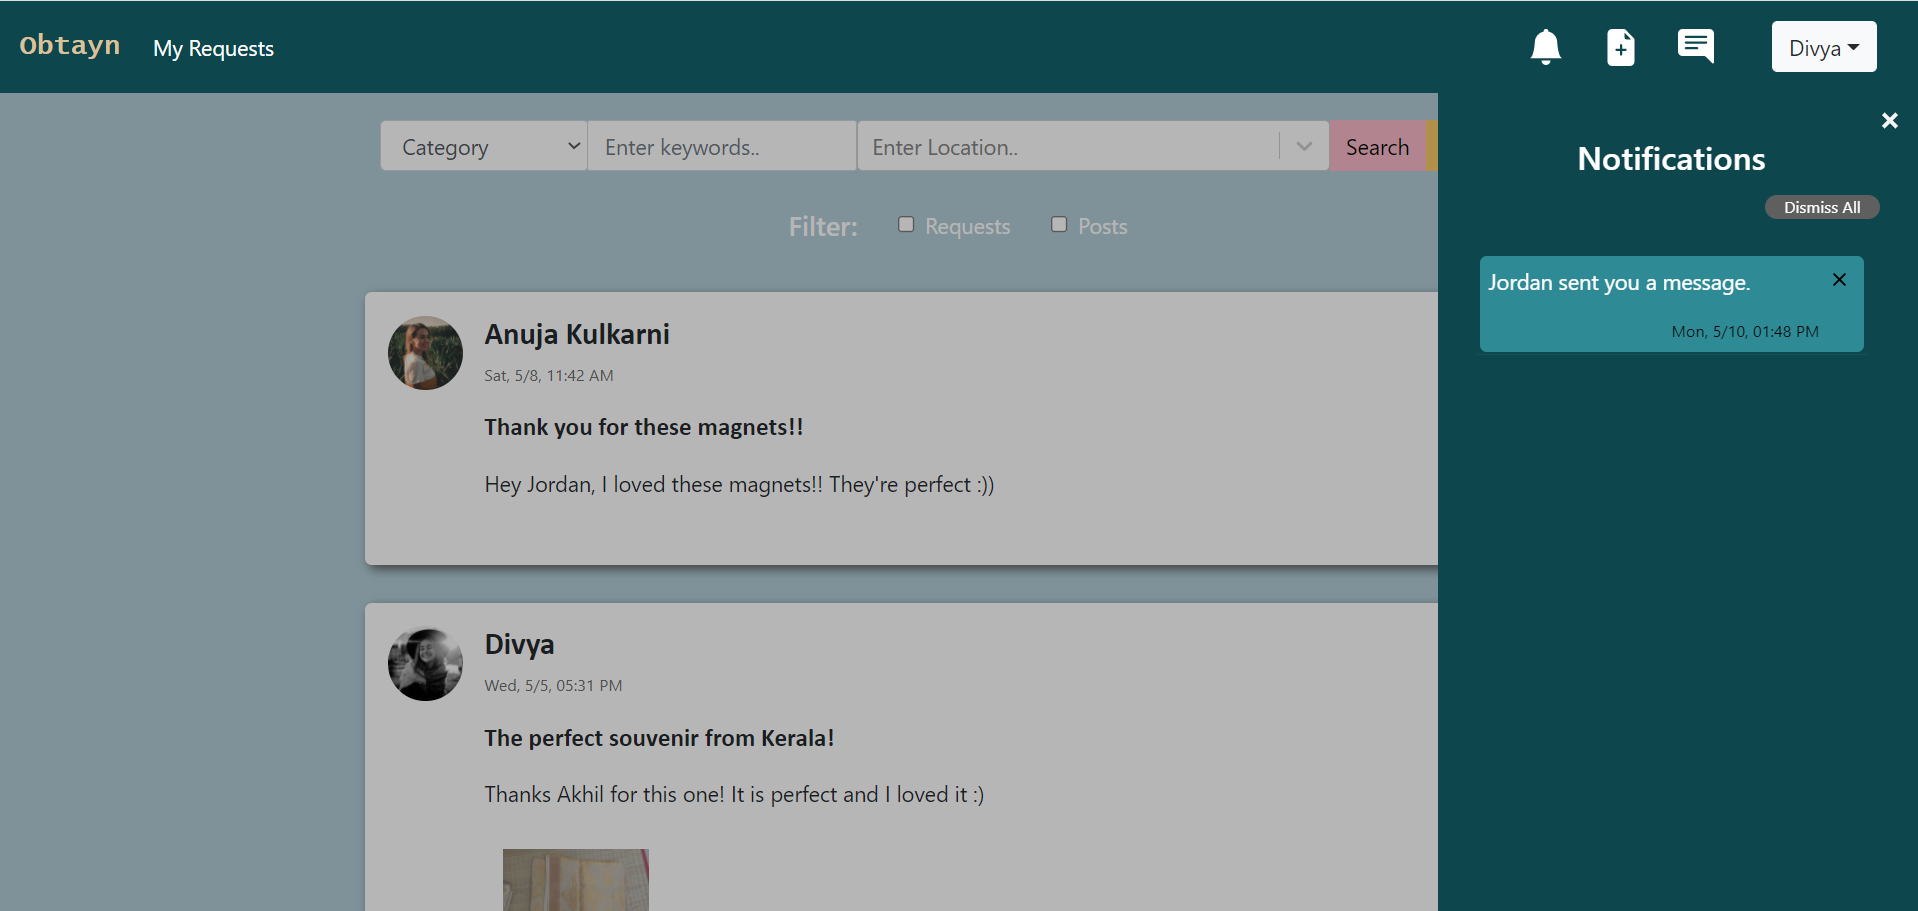 Obtayn
My Requests
Divya
Category
Enter keywords..
Enter Location..
Search
Filter:
Requests
Posts
Anuja Kulkarni
Sat, 5/8, 11:42 AM
Thank you for these magnets!!
Hey Jordan, I loved these magnets!! They're perfect :))
Divya
Wed, 5/5, 05:31 PM
The perfect souvenir from Kerala!
Thanks Akhil for this one! It is perfect and I loved it :)
Notifications
Dismiss All
Jordan sent you a message.
Mon, 5/10, 01:48 PM